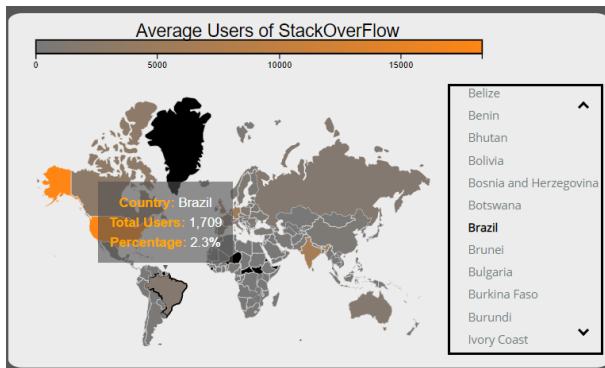 Average Users of StackOverFlow
0 5000 10000 15000
Country: Brazil
Total Users: 1,709
Percentage: 2.3%
Belize
Benin
Bhutan
Bolivia
Bosnia and Herzegovina
Botswana
Brazil
Brunei
Bulgaria
Burkina Faso
Burundi
Ivory Coast